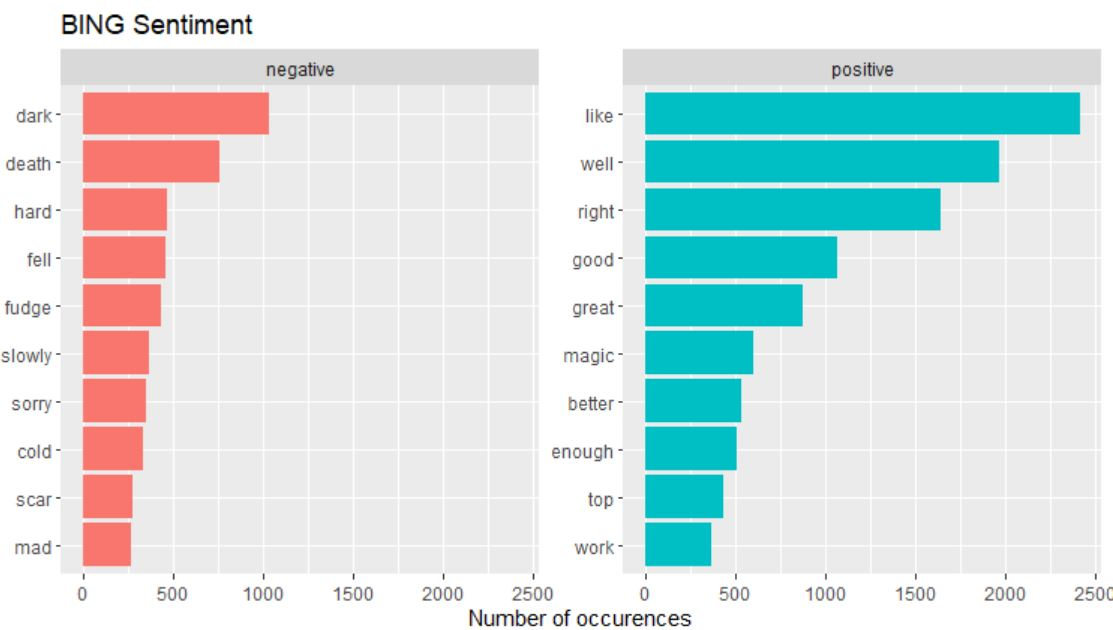 BING Sentiment
negative
positive
dark
death
hard
fell
fudge
slowly
sorry
cold
scar
mad
like
well
right
good
great
magic
better
enough
top
work
0 500 1000 1500 2000 2500
0 500 1000 1500 2000 2500
Number of occurences